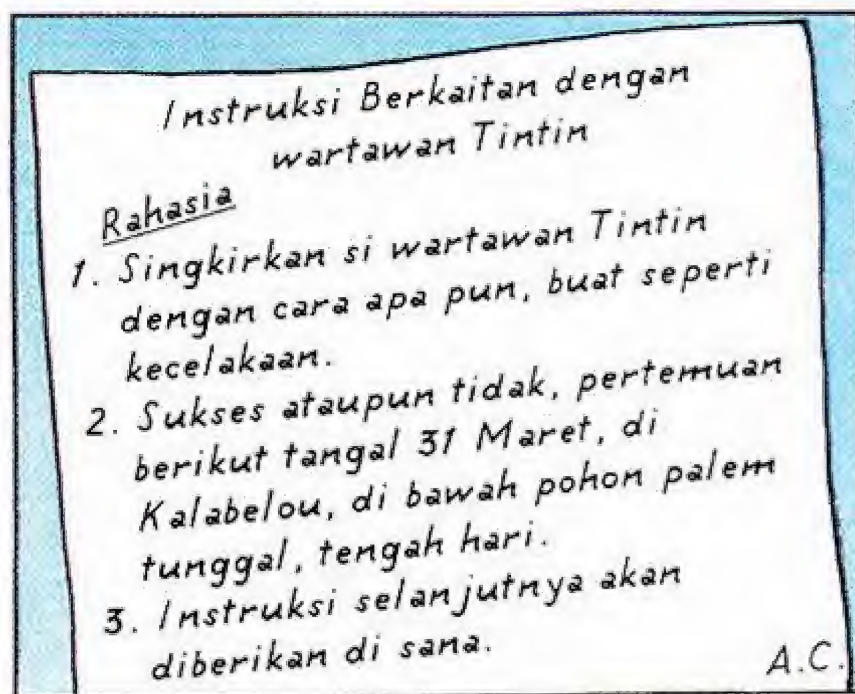 Instruksi Berkaitan dengan
wartawan Tintin
Rahasia
1. Singkirkan si wartawan Tintin
dengan cara apa pun, buat seperti
kecelakaan.
2. Sukses ataupun tidak, pertemuan
berikut tangal 31 Maret, di
Kalabelou, di bawah pohon palem
tunggal, tengah hari.
3. Instruksi selanjutnya akan
diberikan di sana.
A.C.